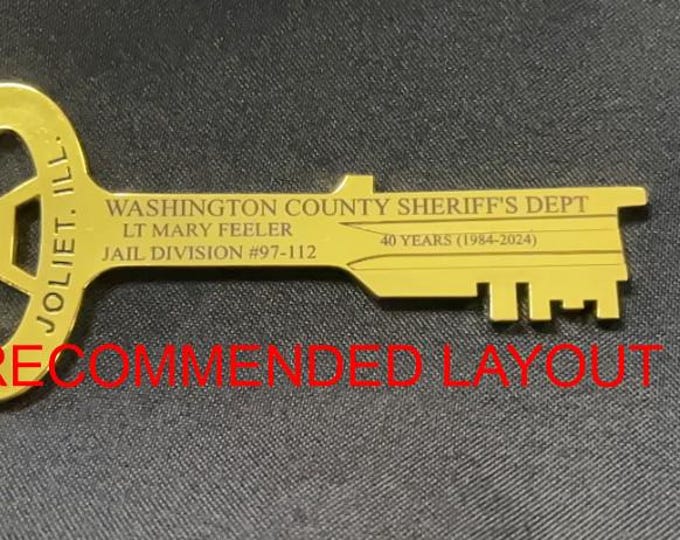 JOLIET. ILL.
WASHINGTON COUNTY SHERIFF'S DEPT
LT MARY FEELER
JAIL DIVISION #97-112
40 YEARS (1984-2024)
RECOMMENDED LAYOUT